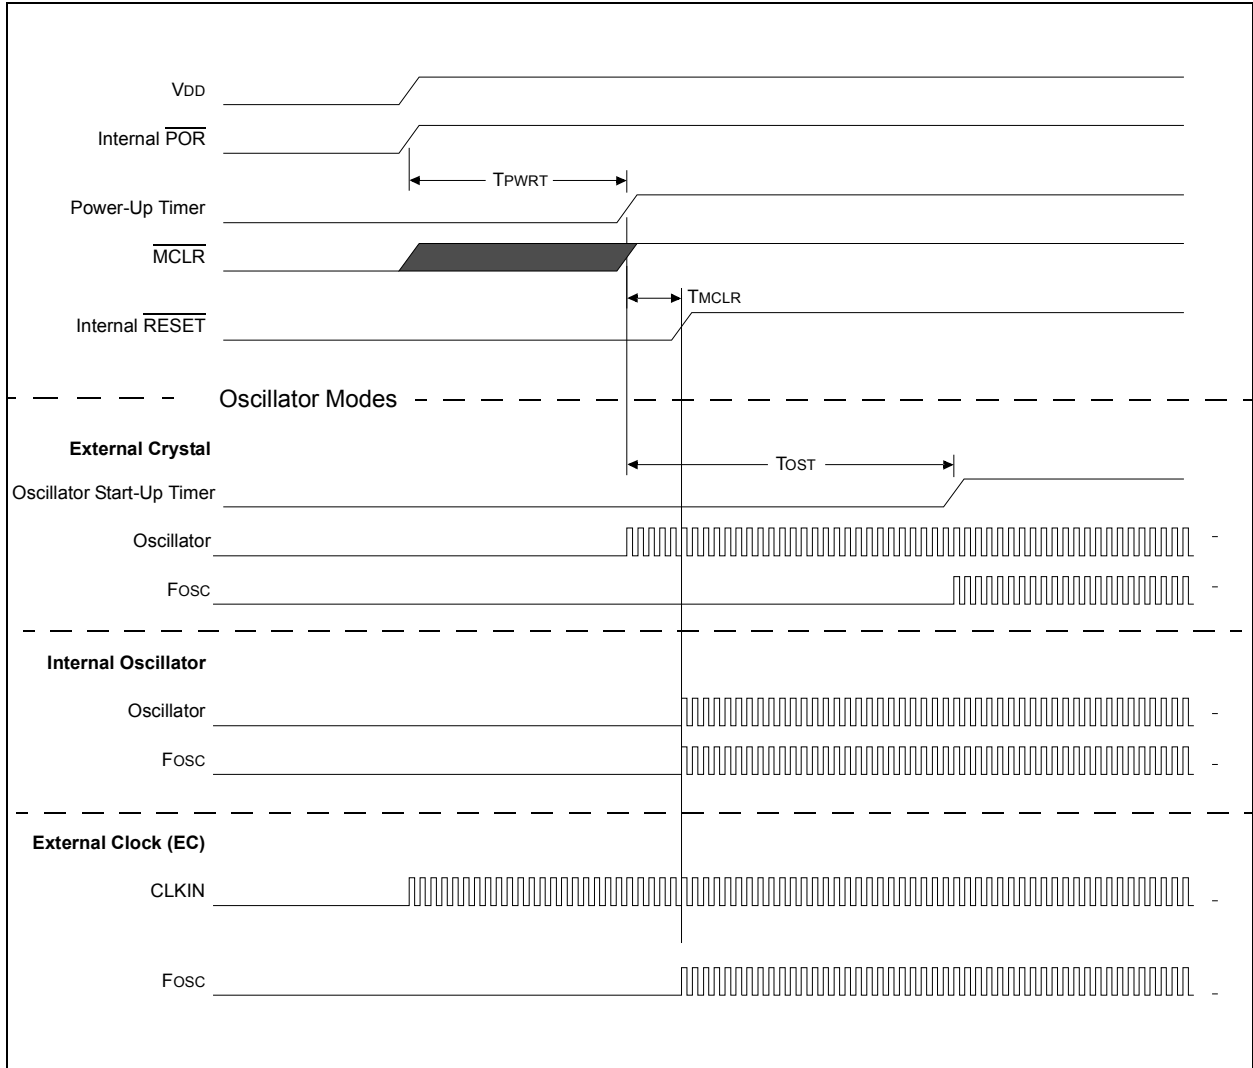 VDD
Internal POR
TPWRT
Power-Up Timer
MCLR
TMCLR
Internal RESET
Oscillator Modes
External Crystal
TOST
Oscillator Start-Up Timer
Oscillator
FOSC
Internal Oscillator
Oscillator
FOSC
External Clock (EC)
CLKIN
FOSC